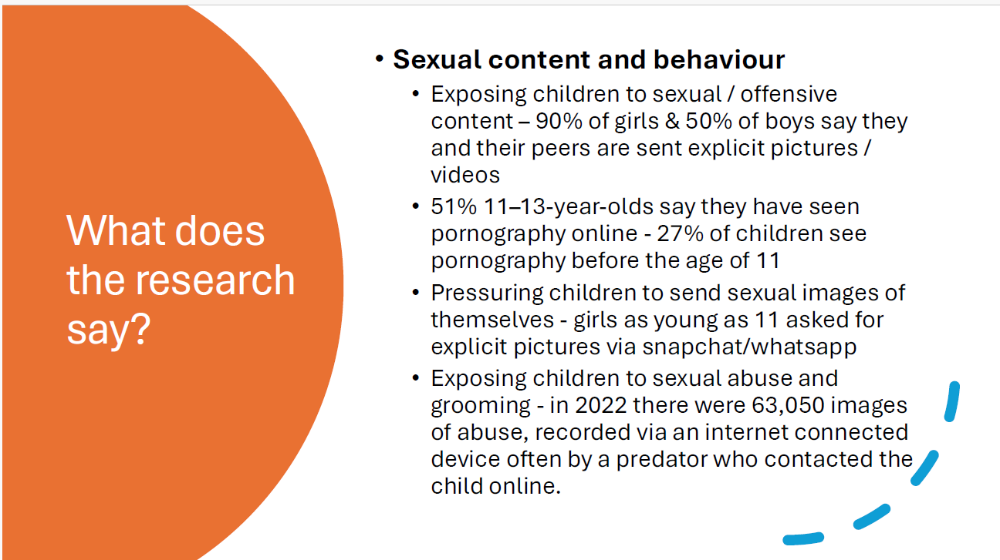 What does
the research
say?
• Sexual content and behaviour
• Exposing children to sexual / offensive
content – 90% of girls & 50% of boys say they
and their peers are sent explicit pictures /
videos
• 51% 11–13-year-olds say they have seen
pornography online - 27% of children see
pornography before the age of 11
• Pressuring children to send sexual images of
themselves - girls as young as 11 asked for
explicit pictures via snapchat/whatsapp
• Exposing children to sexual abuse and
grooming - in 2022 there were 63,050 images
of abuse, recorded via an internet connected
device often by a predator who contacted the
child online.